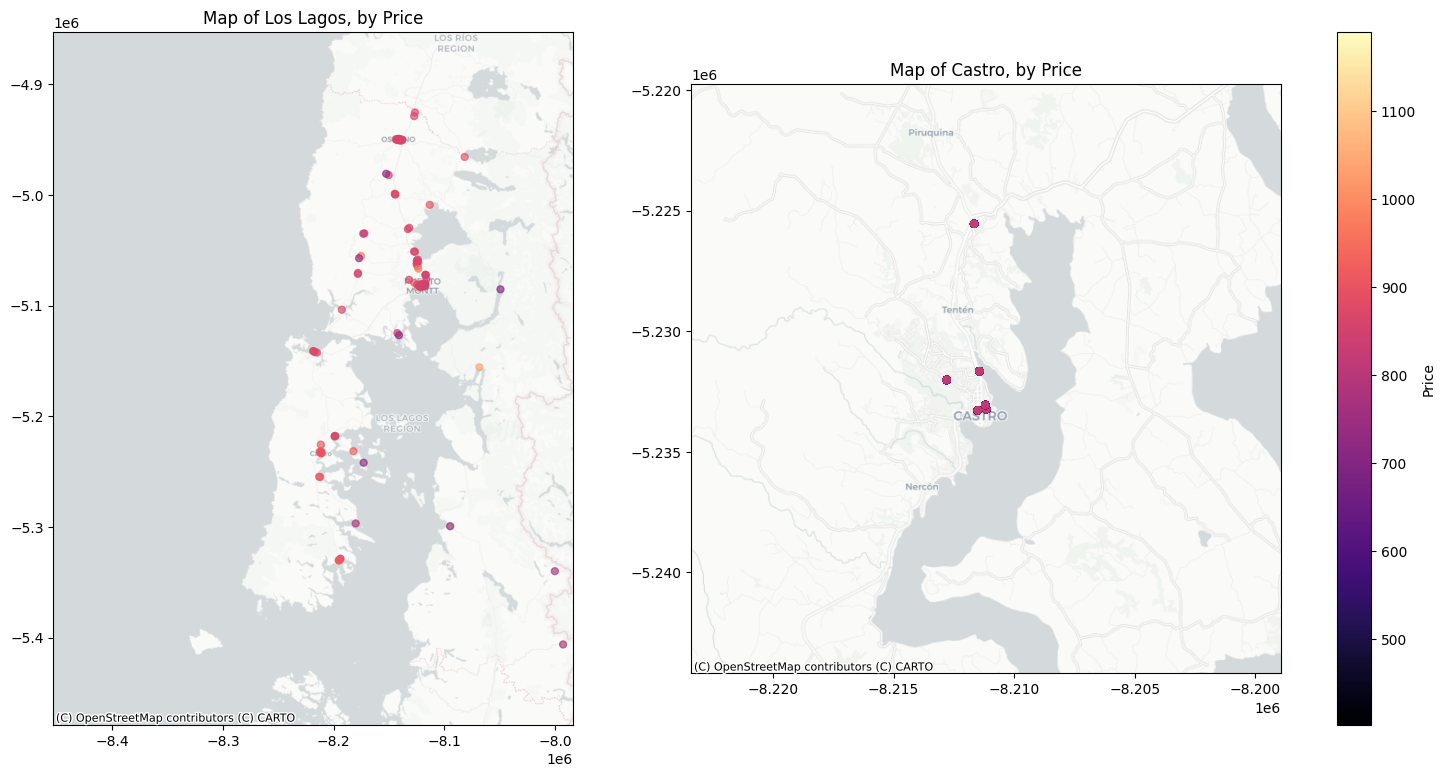 Map of Los Lagos, by Price
1e6
LOS RÍOS
REGION
−4.9
−5.0
−5.1
−5.2
−5.3
−5.4
MONTT
LOS LAGOS
REGION
(C) OpenStreetMap contributors (C) CARTO
−8.4
−8.3
−8.2
−8.1
−8.0
1e6
Map of Castro, by Price
1e6
−5.220
−5.225
−5.230
−5.235
−5.240
Piruquina
Tentén
CASTRO
Nercón
(C) OpenStreetMap contributors (C) CARTO
−8.220
−8.215
−8.210
−8.205
−8.200
1e6
1100
1000
900
800
700
600
500
Price